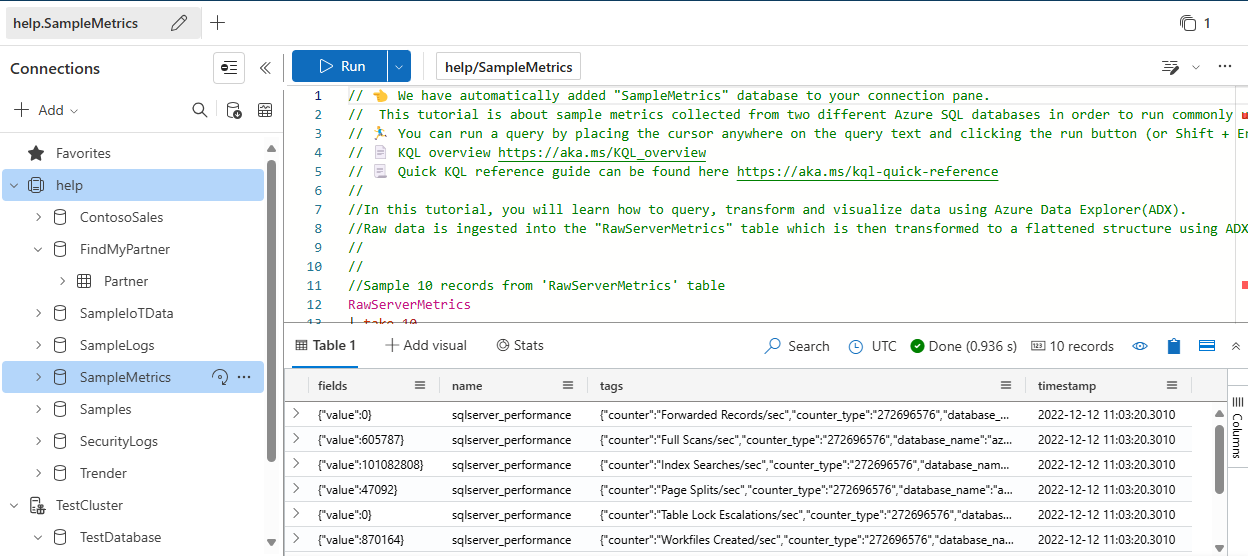 help.SampleMetrics
1
Connections
Run
help/SampleMetrics
Add
Favorites
help
ContosoSales
FindMyPartner
Partner
SampleIoTData
SampleLogs
SampleMetrics
Samples
SecurityLogs
Trender
TestCluster
TestDatabase
1 // 👈 We have automatically added "SampleMetrics" database to your connection pane.
2 // This tutorial is about sample metrics collected from two different Azure SQL databases in order to run commonly
3 // 🏃 You can run a query by placing the cursor anywhere on the query text and clicking the run button (or Shift + En
4 // 📄 KQL overview https://aka.ms/KQL_overview
5 // 📃 Quick KQL reference guide can be found here https://aka.ms/kql-quick-reference
6 //
7 //In this tutorial, you will learn how to query, transform and visualize data using Azure Data Explorer(ADX).
8 //Raw data is ingested into the "RawServerMetrics" table which is then transformed to a flattened structure using ADX
9 //
10 //
11 //Sample 10 records from 'RawServerMetrics' table
12 RawServerMetrics
13 | take 10
Table 1 Add visual Stats Search UTC Done (0.936 s) 10 records
fields name tags timestamp
{"value":0} sqlserver_performance {"counter":"Forwarded Records/sec","counter_type":"272696576","database_... 2022-12-12 11:03:20.3010
{"value":605787} sqlserver_performance {"counter":"Full Scans/sec","counter_type":"272696576","database_name":"az... 2022-12-12 11:03:20.3010
{"value":101082808} sqlserver_performance {"counter":"Index Searches/sec","counter_type":"272696576","database_nam... 2022-12-12 11:03:20.3010
{"value":47092} sqlserver_performance {"counter":"Page Splits/sec","counter_type":"272696576","database_name":"a... 2022-12-12 11:03:20.3010
{"value":0} sqlserver_performance {"counter":"Table Lock Escalations/sec","counter_type":"272696576","databas... 2022-12-12 11:03:20.3010
{"value":870164} sqlserver_performance {"counter":"Workfiles Created/sec","counter_type":"272696576","database_... 2022-12-12 11:03:20.3010
Columns